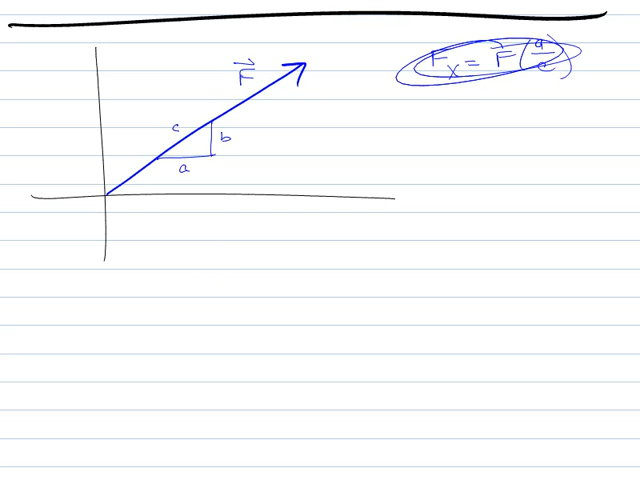 F⃗
c
b
a
Fₓ = F⃗ (a/c)